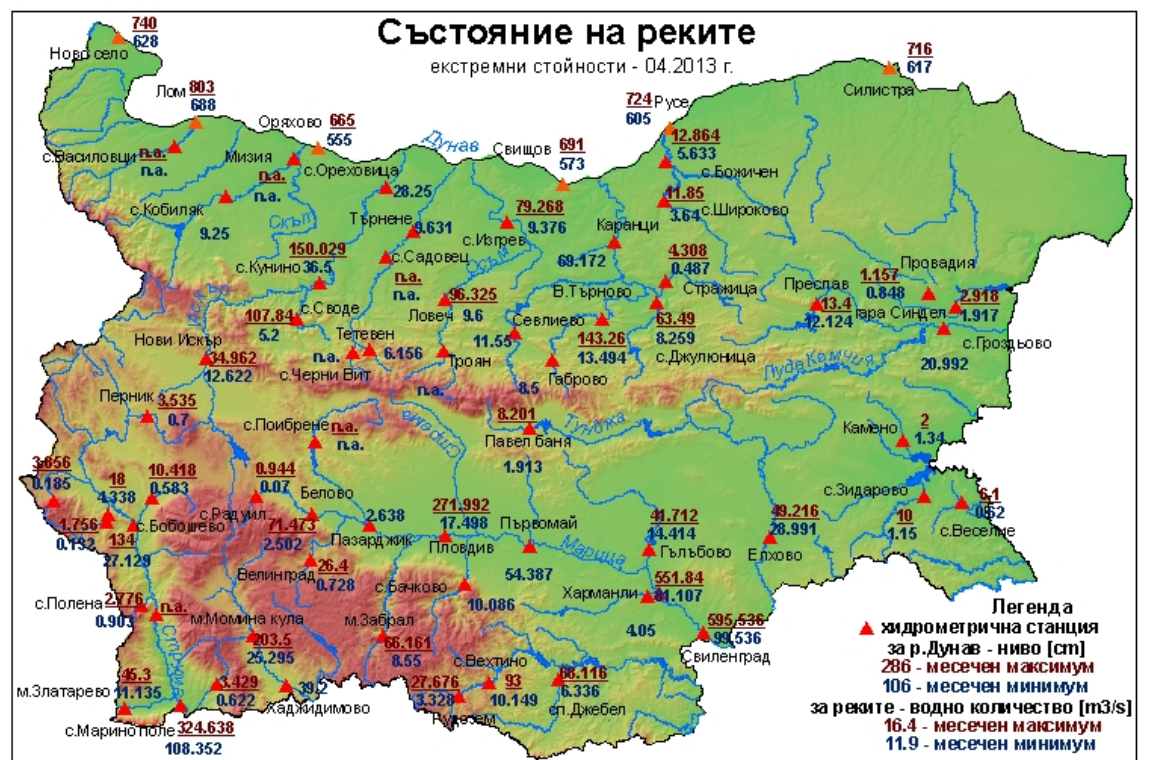 Състояние на реките
екстремни стойности - 04.2013 г.
740
628
Ново село
716
617
Силистра
Лом 803
688
724 Русе
605
Оряхово 665
555
Дунав
Свищов 691
573
12.864
5.633
с.Божичен
с.Василовци n.a.
n.a.
Мизия
n.a.
n.a.
с.Ореховица
28.25
11.85
3.64 с.Широково
с.Кобиляк
9.25
Скът
Търнене
9.631
79.268
9.376
с.Изгрев
Каранци
69.172
150.029
с.Кунино 36.5
с.Садовец
n.a.
n.a.
Осъм
4.308
0.487
Стражица
Провадия
Преслав
1.157
0.848
Искър
с.Своде
107.84
5.2
96.325
Ловеч 9.6
В.Търново
Севлиево
63.49
8.259
с.Джулюница
13.4
12.124
гара Синдел
2.918
1.917
с.Гроздьово
20.992
Нови Искър
34.962
12.622
Тетевен
n.a.
6.156
с.Черни Вит
Троян
n.a.
11.55
143.26
13.494
Габрово
8.5
Луда Камчия
Перник 3.535
0.7
с.Поибрене n.a.
n.a.
Стряма
8.201
Павел баня
1.913
Тунджа
Камено 2
1.34
3.656
0.185
18
4.338
10.418
0.583
с.Бобошево
0.944
0.07
с.Радуил
Белово
71.473
2.502
2.638
Пазарджик
271.992
17.498
Пловдив
Първомай
54.387
Марица
41.712
14.414
Гълъбово
49.216
28.991
Елхово
с.Зидарово
10
1.15
6.1
0.62
с.Веселие
4.756
0.132
134
27.129
Велинград
26.4
0.728
с.Бачково
10.086
Харманли
551.84
81.107
с.Полена 2.776
0.903
n.a.
Струма
м.Момина кула
203.5
25.295
м.Забрал
66.161
8.55
4.05
595.536
99.536
Свиленград
м.Златарево
45.3
11.135
3.429
0.622
39.2
Хаджидимово
с.Вехтино
27.676
3.328
Рудозем
93
10.149
68.116
6.336
сп.Джебел
с.Марино поле 324.638
108.352
Легенда
хидрометрична станция
за р.Дунав - ниво [cm]
286 - месечен максимум
106 - месечен минимум
за реките - водно количество [m3/s]
16.4 - месечен максимум
11.9 - месечен минимум